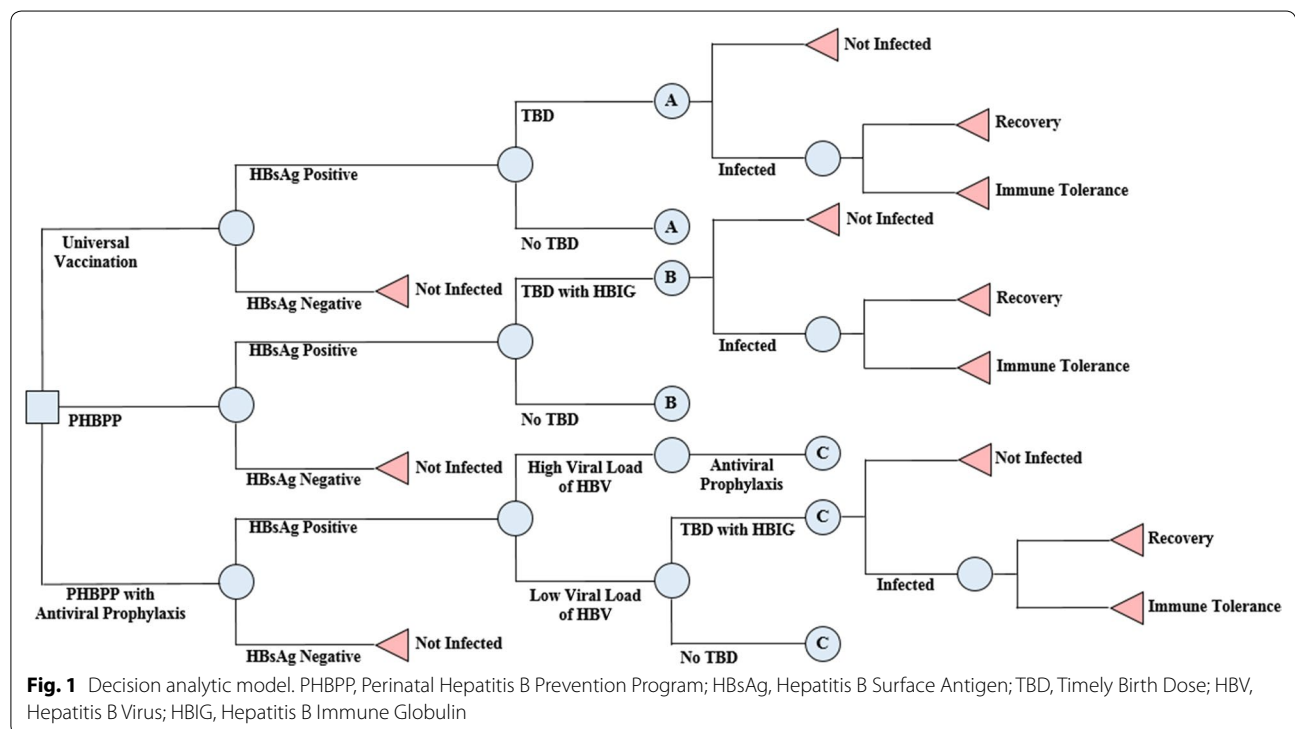 Not Infected
TBD
A
Recovery
HBsAg Positive
Infected
Immune Tolerance
Universal
Vaccination
No TBD
A
Not Infected
HBsAg Negative
Not Infected
TBD with HBIG
B
Recovery
HBsAg Positive
Infected
Immune Tolerance
PHBPP
No TBD
B
HBsAg Negative
Not Infected
High Viral Load
of HBV
Antiviral
Prophylaxis
C
Not Infected
HBsAg Positive
TBD with HBIG
C
Recovery
PHBPP with
Antiviral Prophylaxis
Low Viral Load
of HBV
Infected
Immune Tolerance
HBsAg Negative
Not Infected
No TBD
C
Fig. 1 Decision analytic model. PHBPP, Perinatal Hepatitis B Prevention Program; HBsAg, Hepatitis B Surface Antigen; TBD, Timely Birth Dose; HBV,
Hepatitis B Virus; HBIG, Hepatitis B Immune Globulin